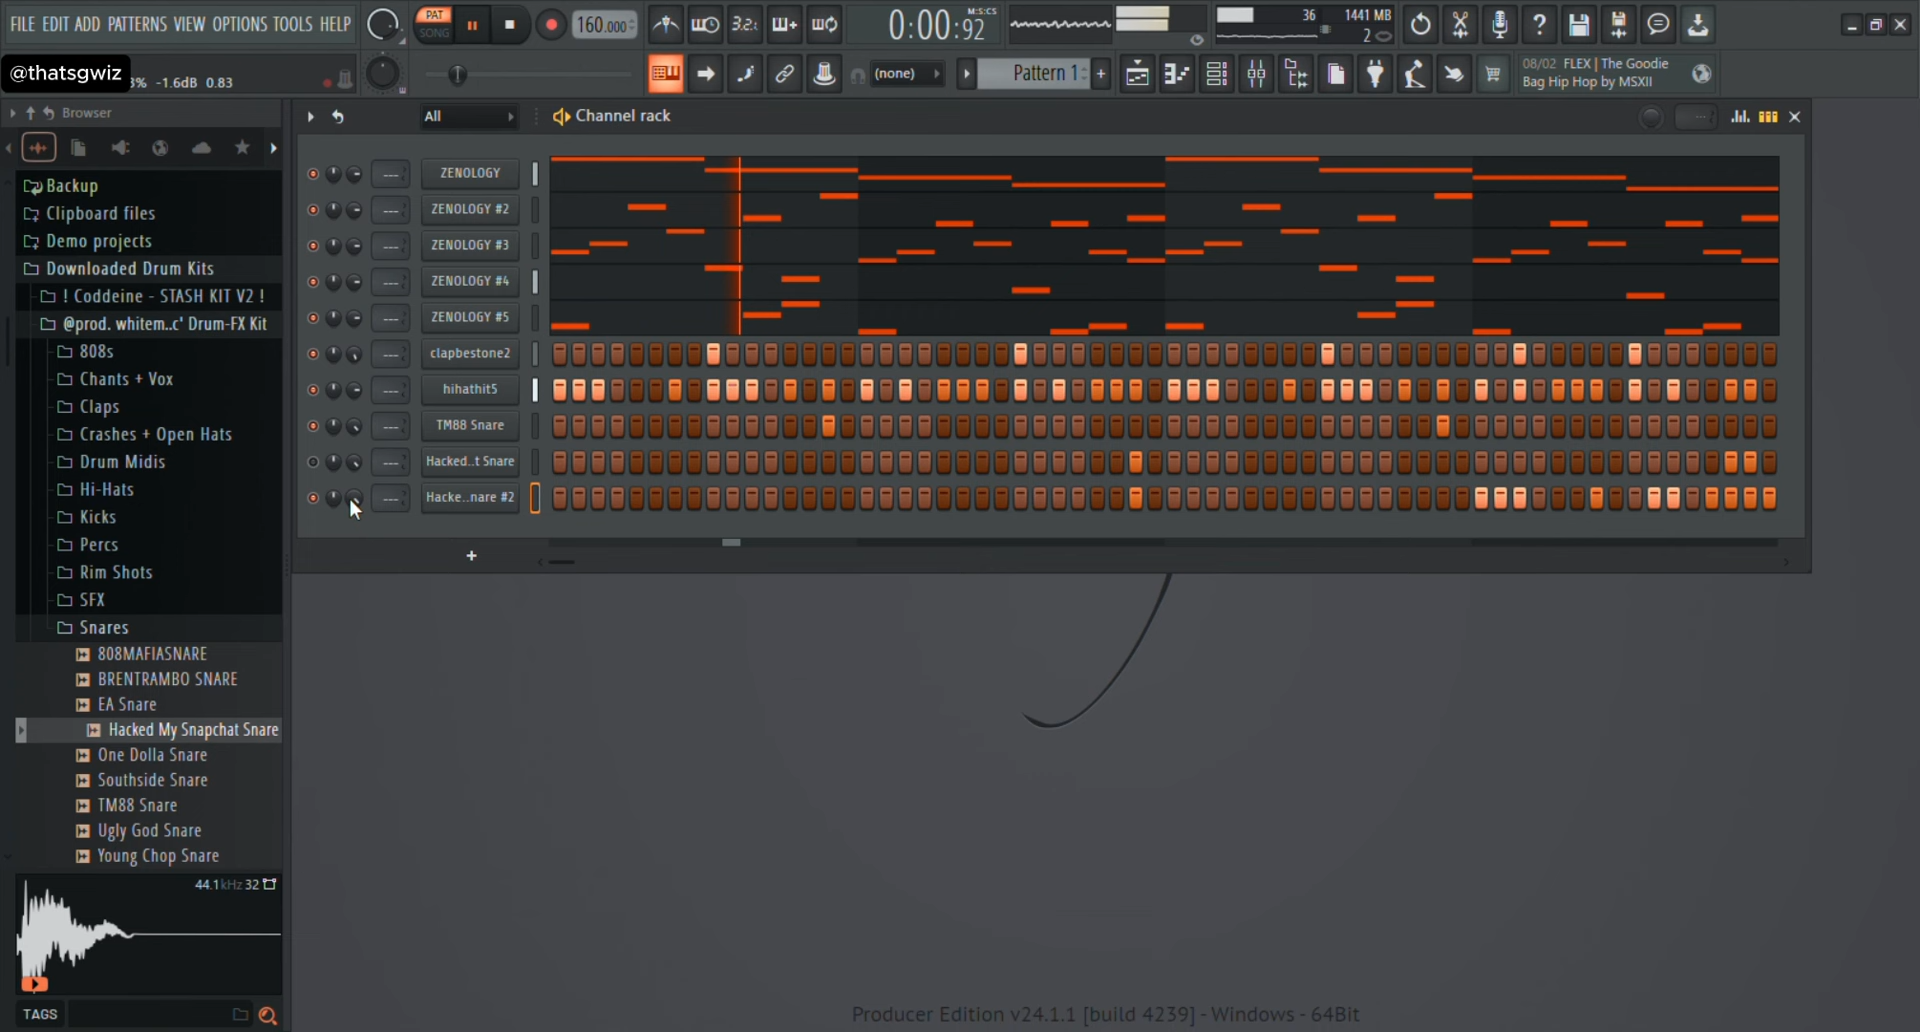 FILE EDIT ADD PATTERNS VIEW OPTIONS TOOLS HELP
PAT
SONG
160.000
3.2
M:S:CS
0:00:92
36
1441 MB
2
@thatsgwiz
3% -1.6dB 0.83
(none)
Pattern 1
+
08/02 FLEX | The Goodie
Bag Hip Hop by MSXII
Browser
All
Channel rack
Backup
Clipboard files
Demo projects
Downloaded Drum Kits
! Coddeine - STASH KIT V2 !
@prod. whitem..c' Drum-FX Kit
808s
Chants + Vox
Claps
Crashes + Open Hats
Drum Midis
Hi-Hats
Kicks
Percs
Rim Shots
SFX
Snares
808MAFIASNARE
BRENTRAMBO SNARE
EA Snare
Hacked My Snapchat Snare
One Dolla Snare
Southside Snare
TM88 Snare
Ugly God Snare
Young Chop Snare
44.1kHz 32
TAGS
--- ZENOLOGY
--- ZENOLOGY #2
--- ZENOLOGY #3
--- ZENOLOGY #4
--- ZENOLOGY #5
--- clapbestone2
--- hihathit5
--- TM88 Snare
--- Hacked..t Snare
--- Hacke..nare #2
+
Producer Edition v24.1.1 [build 4239] - Windows - 64Bit